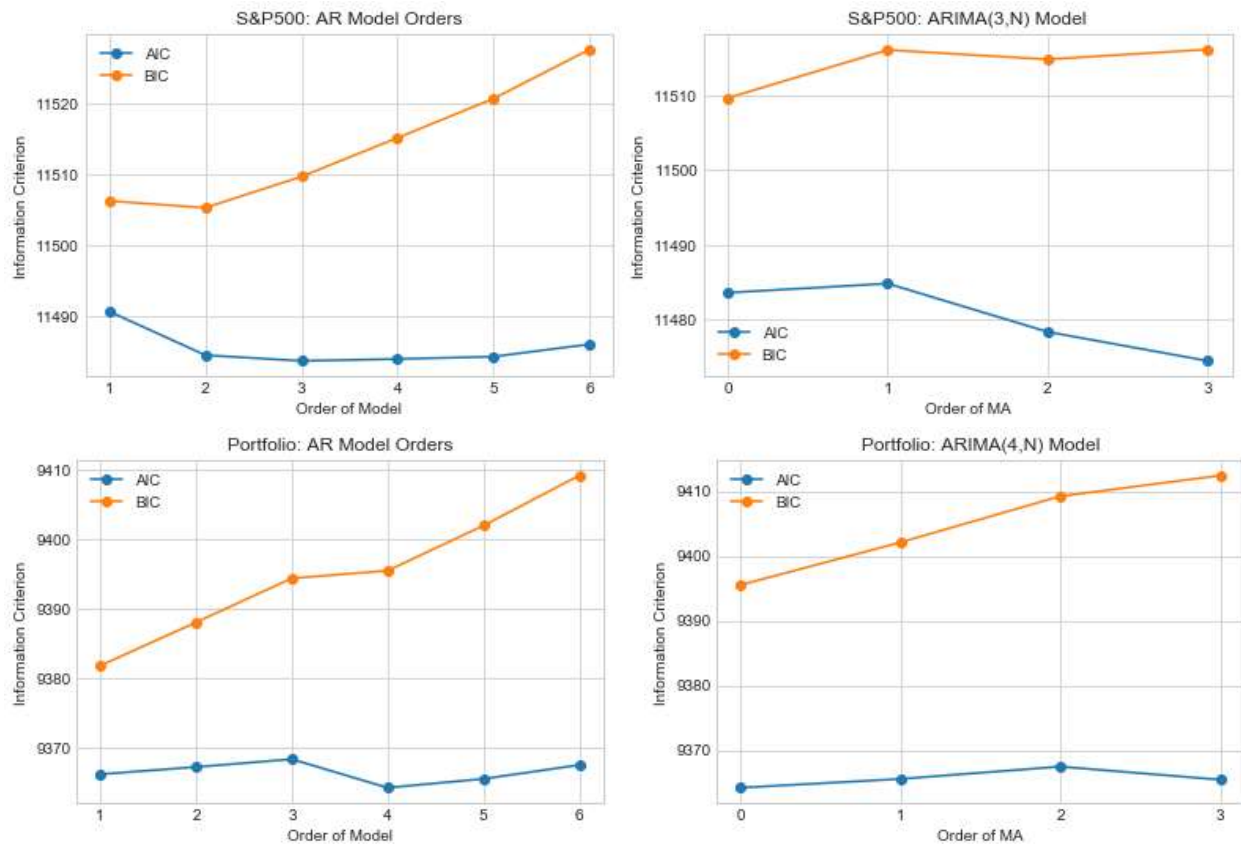 S&P500: AR Model Orders
AIC
BIC
11520
11510
11500
11490
Information Criterion
1 2 3 4 5 6
Order of Model
S&P500: ARIMA(3,N) Model
11510
11500
11490
11480
Information Criterion
AIC
BIC
0 1 2 3
Order of MA
Portfolio: AR Model Orders
AIC
BIC
9410
9400
9390
9380
9370
Information Criterion
1 2 3 4 5 6
Order of Model
Portfolio: ARIMA(4,N) Model
AIC
BIC
9410
9400
9390
9380
9370
Information Criterion
0 1 2 3
Order of MA